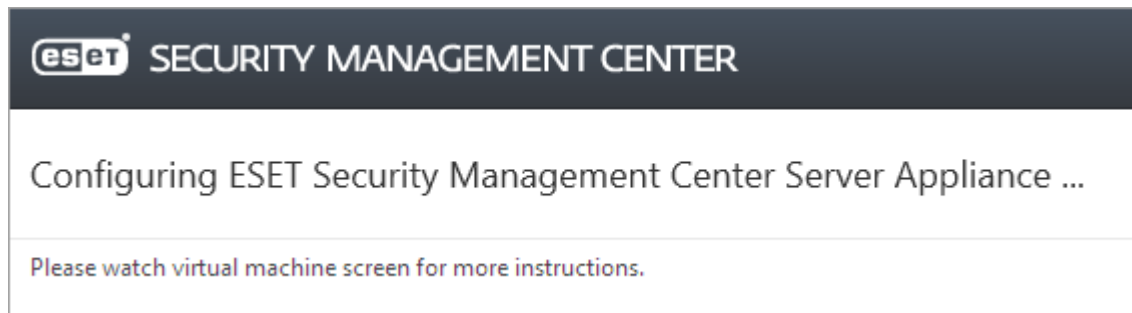 eseT SECURITY MANAGEMENT CENTER
Configuring ESET Security Management Center Server Appliance ...
Please watch virtual machine screen for more instructions.